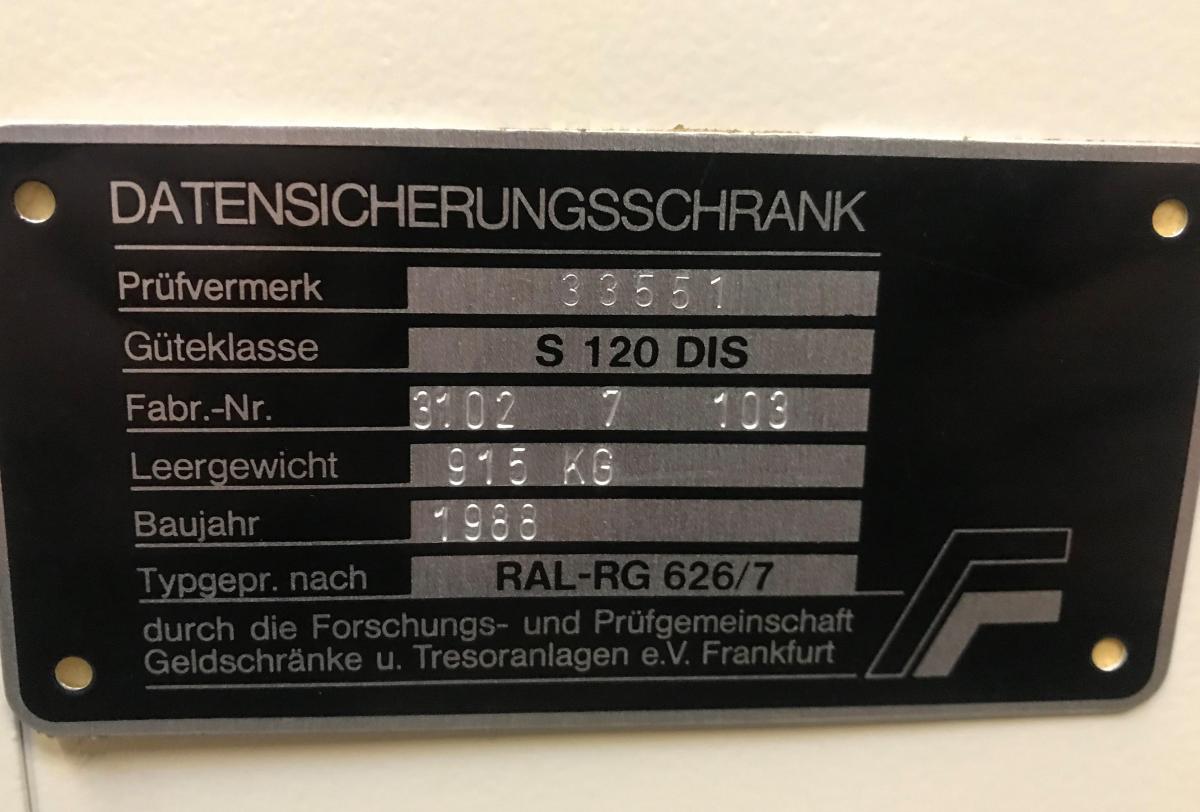 DATENSICHERUNGSSCHRANK
Prüfvermerk 33551
Güteklasse S 120 DIS
Fabr.-Nr. 3102 7 103
Leergewicht 915 KG
Baujahr 1988
Typgepr. nach RAL-RG 626/7
durch die Forschungs- und Prüfgemeinschaft
Geldschränke u. Tresoranlagen e.V. Frankfurt